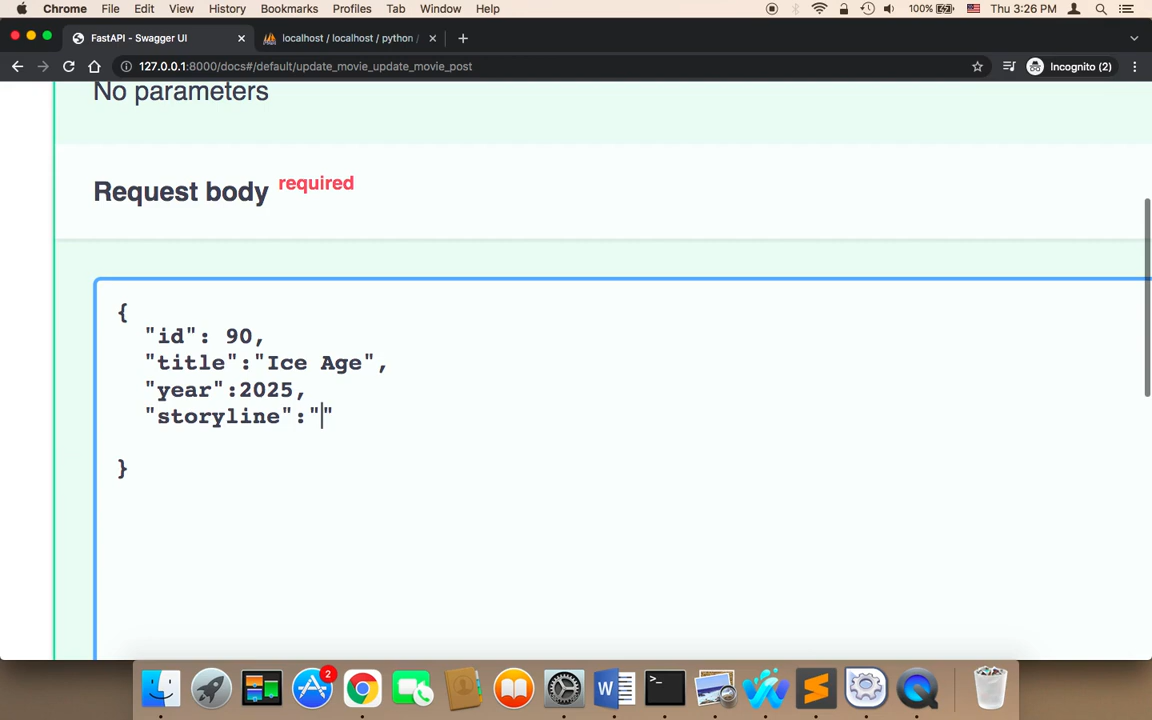 Chrome File Edit View History Bookmarks Profiles Tab Window Help 100% Thu 3:26 PM
FastAPI - Swagger UI localhost / localhost / python /
127.0.0.1:8000/docs#/default/update_movie_update_movie_post Incognito (2)
No parameters
Request body required
{
"id": 90,
"title":"Ice Age",
"year":2025,
"storyline":""
}
2
W
>_